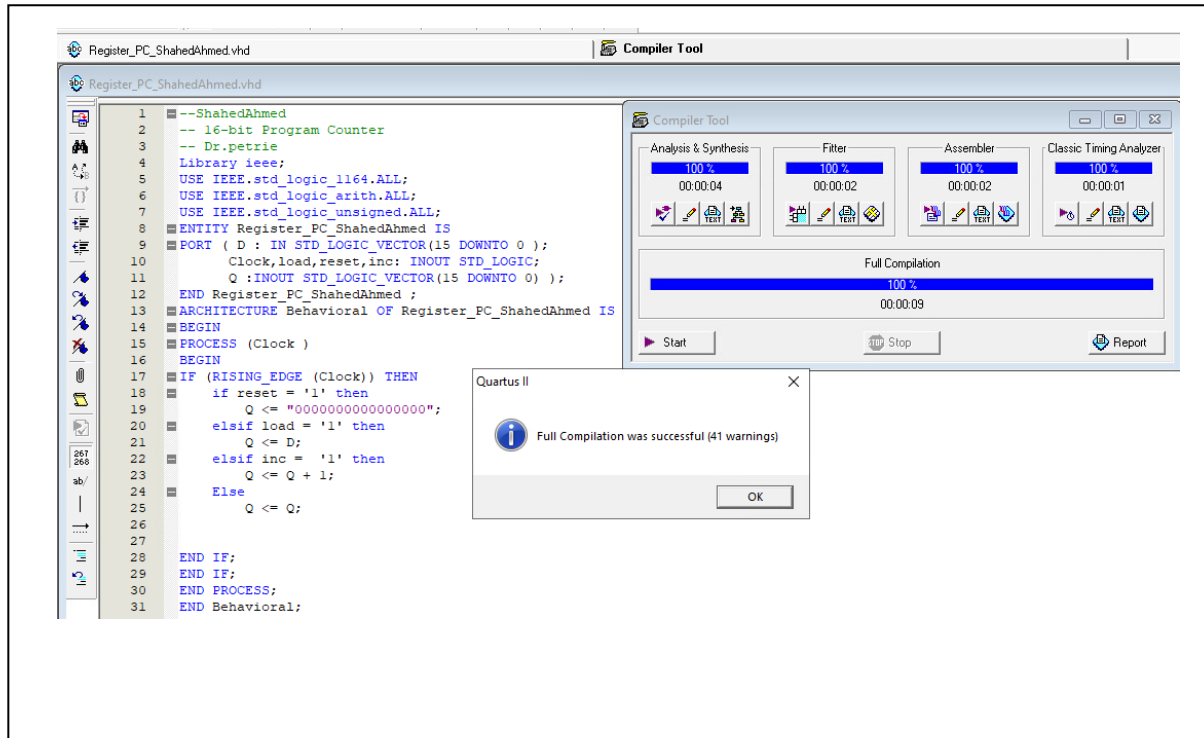 Register_PC_ShahedAhmed.vhd
Compiler Tool
Register_PC_ShahedAhmed.vhd
1 --ShahedAhmed
2 -- 16-bit Program Counter
3 -- Dr.petrie
4 Library ieee;
5 USE IEEE.std_logic_1164.ALL;
6 USE IEEE.std_logic_arith.ALL;
7 USE IEEE.std_logic_unsigned.ALL;
8 ENTITY Register_PC_ShahedAhmed IS
9 PORT ( D : IN STD_LOGIC_VECTOR(15 DOWNTO 0 );
10 Clock,load,reset,inc: INOUT STD_LOGIC;
11 Q :INOUT STD_LOGIC_VECTOR(15 DOWNTO 0) );
12 END Register_PC_ShahedAhmed ;
13 ARCHITECTURE Behavioral OF Register_PC_ShahedAhmed IS
14 BEGIN
15 PROCESS (Clock )
16 BEGIN
17 IF (RISING_EDGE (Clock)) THEN
18 if reset = '1' then
19 Q <= "0000000000000000";
20 elsif load = '1' then
21 Q <= D;
22 elsif inc =  '1' then
23 Q <= Q + 1;
24 Else
25 Q <= Q;
26
27
28 END IF;
29 END IF;
30 END PROCESS;
31 END Behavioral;
267
268
ab/
Compiler Tool
Analysis & Synthesis
100 %
00:00:04
TEXT
Fitter
100 %
00:00:02
TEXT
Assembler
100 %
00:00:02
TEXT
Classic Timing Analyzer
100 %
00:00:01
TEXT
Full Compilation
100 %
00:00:09
Start
STOP Stop
Report
Quartus II
Full Compilation was successful (41 warnings)
OK